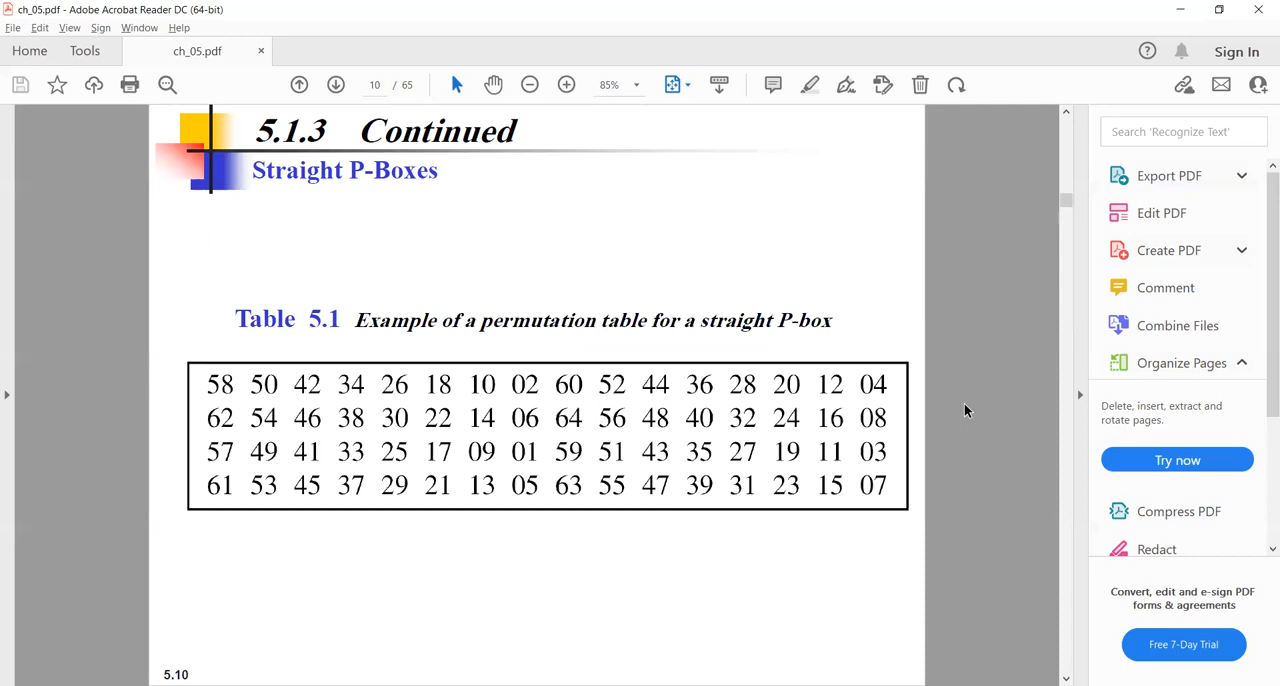 ch_05.pdf - Adobe Acrobat Reader DC (64-bit)
File Edit View Sign Window Help
Home Tools ch_05.pdf × Sign In
10 / 65 85%
5.1.3 Continued
Straight P-Boxes
Table 5.1 Example of a permutation table for a straight P-box
58 50 42 34 26 18 10 02 60 52 44 36 28 20 12 04
62 54 46 38 30 22 14 06 64 56 48 40 32 24 16 08
57 49 41 33 25 17 09 01 59 51 43 35 27 19 11 03
61 53 45 37 29 21 13 05 63 55 47 39 31 23 15 07
5.10
Search 'Recognize Text'
Export PDF
Edit PDF
Create PDF
Comment
Combine Files
Organize Pages
Delete, insert, extract and
rotate pages.
Try now
Compress PDF
Redact
Convert, edit and e-sign PDF
forms & agreements
Free 7-Day Trial